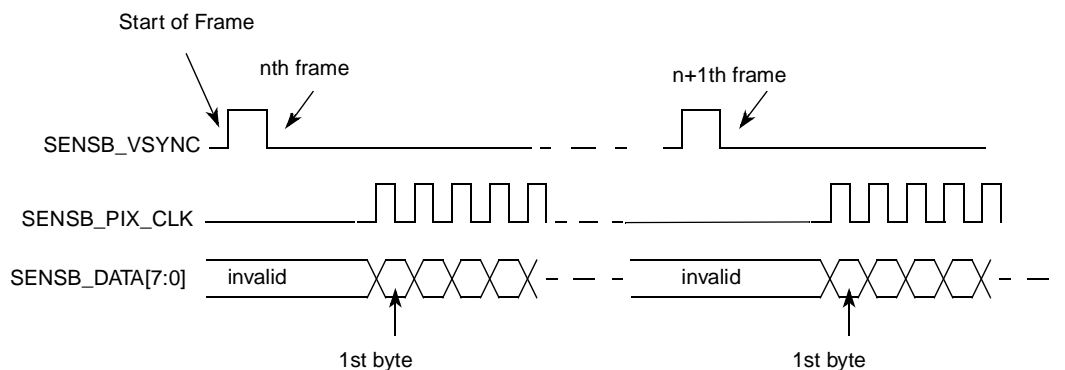 Start of Frame
nth frame
n+1th frame
SENSB_VSYNC
SENSB_PIX_CLK
SENSB_DATA[7:0]
invalid
invalid
1st byte
1st byte